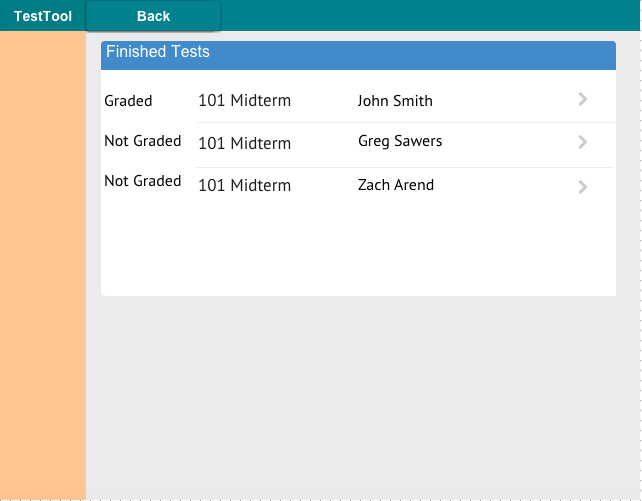 TestTool Back
Finished Tests
Graded 101 Midterm John Smith
Not Graded 101 Midterm Greg Sawers
Not Graded 101 Midterm Zach Arend